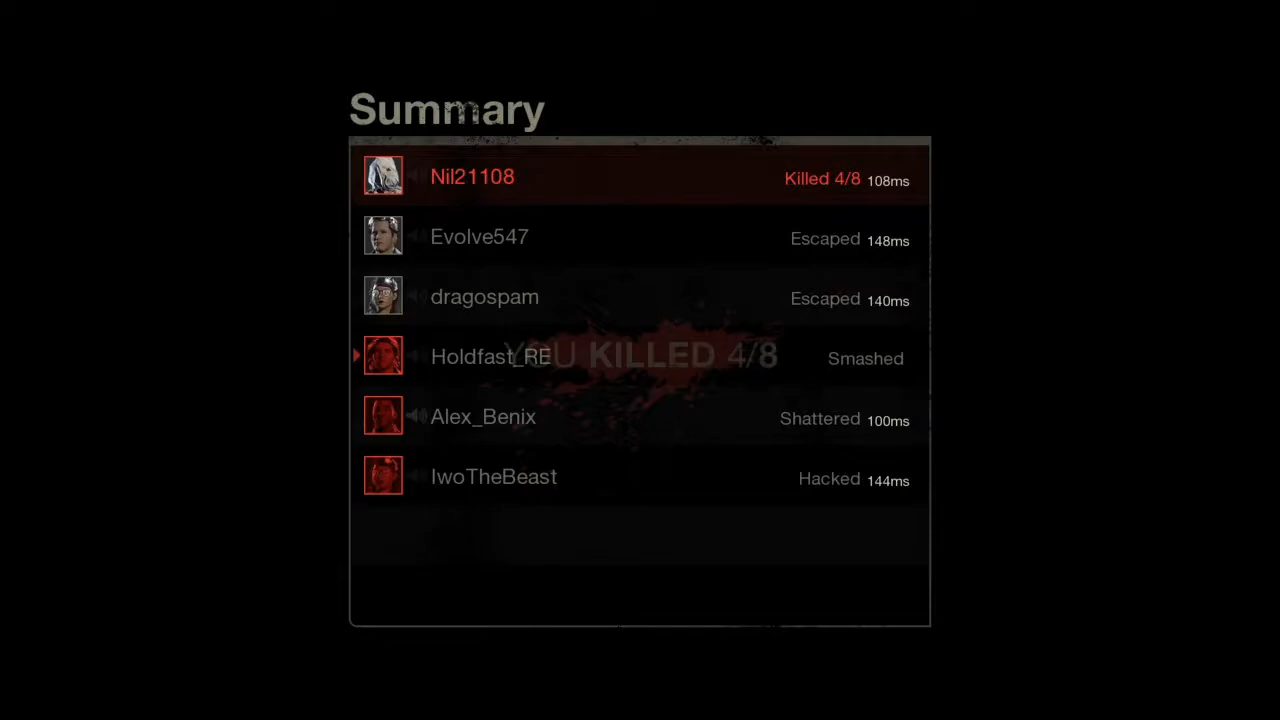 Summary
Nil21108 Killed 4/8 108ms
Evolve547 Escaped 148ms
dragospam Escaped 140ms
Holdfast_RE Smashed
YOU KILLED 4/8
Alex_Benix Shattered 100ms
IwoTheBeast Hacked 144ms